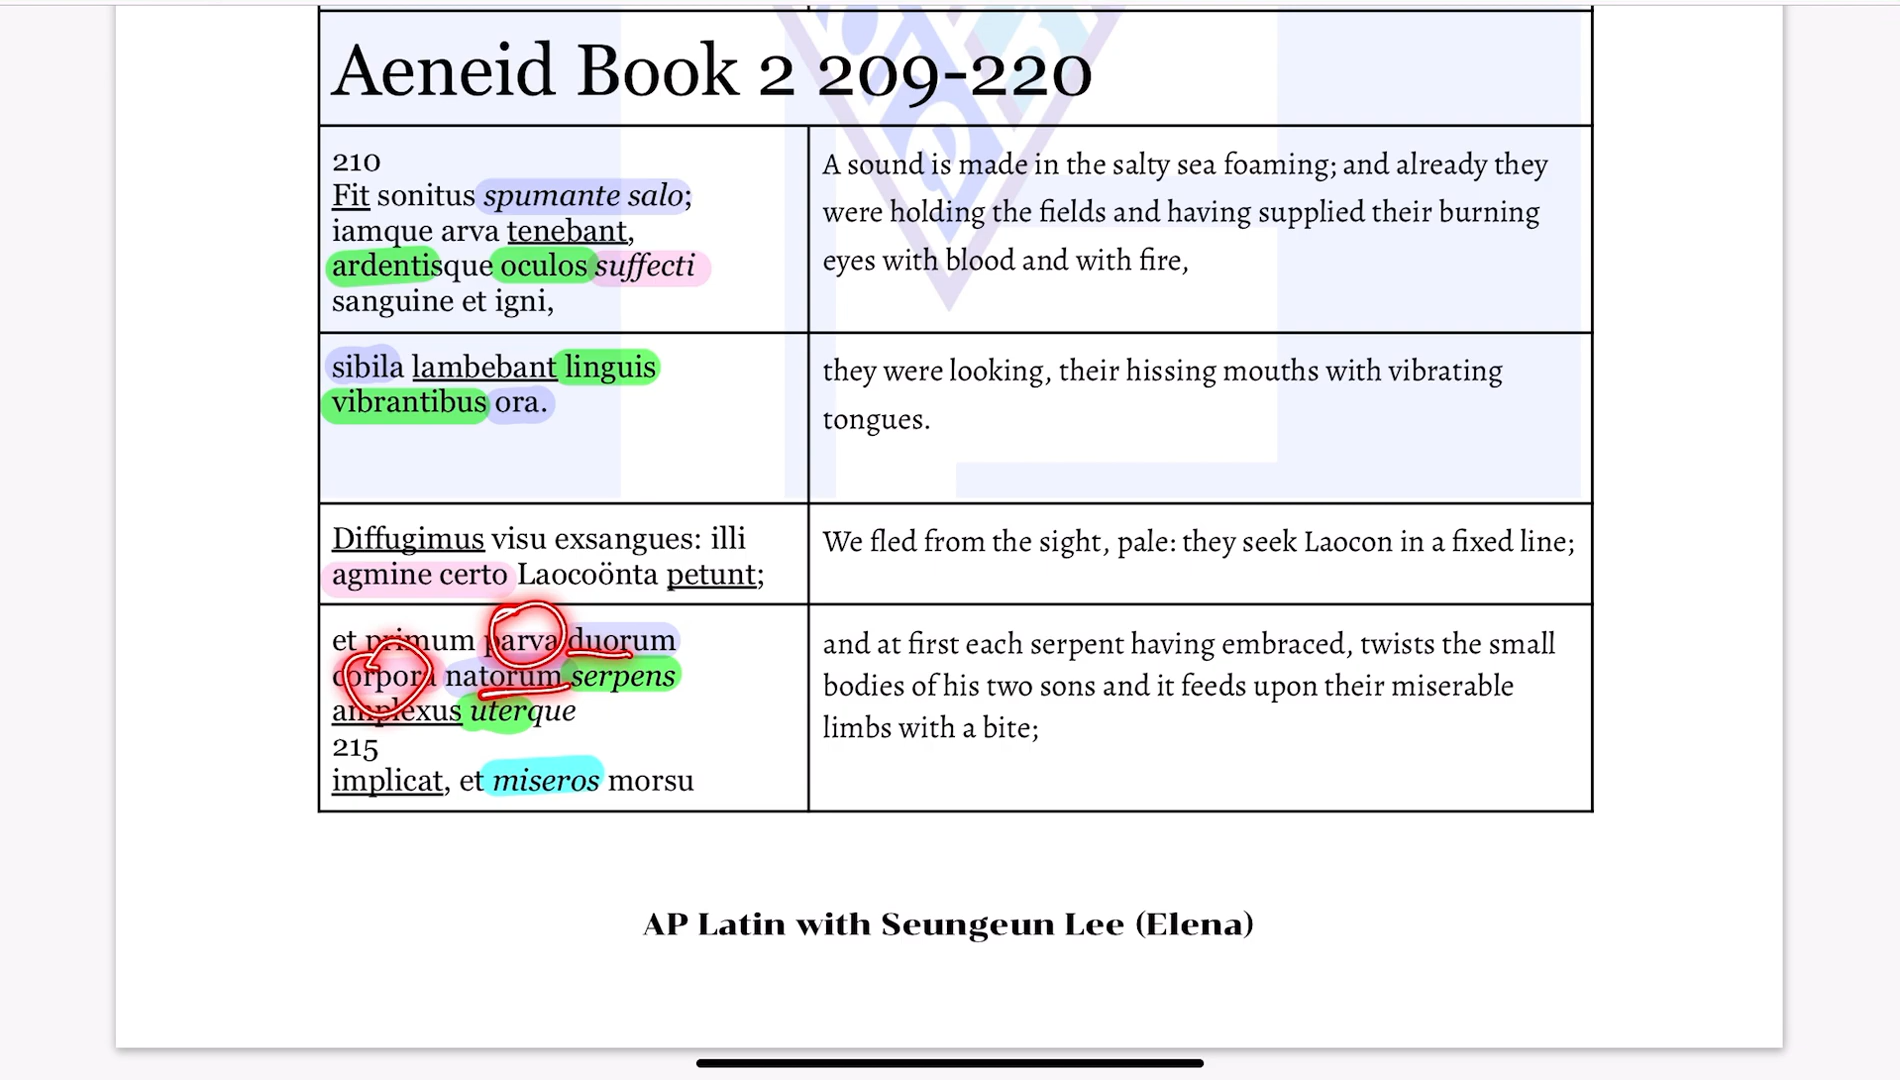 Aeneid Book 2 209-220
210
Fit sonitus spumante salo;
iamque arva tenebant,
ardentisque oculos suffecti
sanguine et igni,
A sound is made in the salty sea foaming; and already they
were holding the fields and having supplied their burning
eyes with blood and with fire,
sibila lambebant linguis
vibrantibus ora.
they were looking, their hissing mouths with vibrating
tongues.
Diffugimus visu exsangues: illi
agmine certo Laocoönta petunt;
We fled from the sight, pale: they seek Laocon in a fixed line;
et primum parva duorum
corpora natorum serpens
amplexus uterque
215
implicat, et miseros morsu
and at first each serpent having embraced, twists the small
bodies of his two sons and it feeds upon their miserable
limbs with a bite;
AP Latin with Seungeun Lee (Elena)